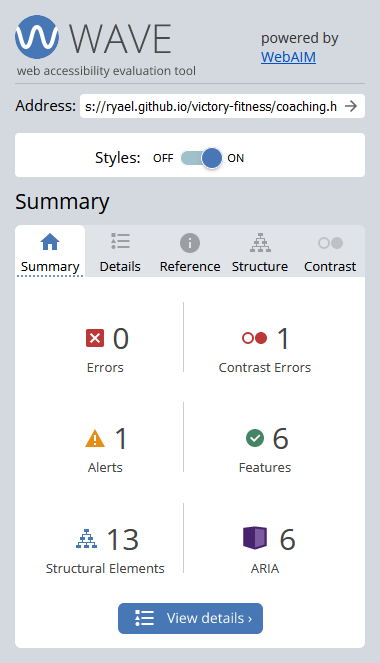 WAVE
web accessibility evaluation tool
powered by
WebAIM
Address: s://ryael.github.io/victory-fitness/coaching.h
Styles: OFF ON
Summary
Summary Details Reference Structure Contrast
0 1
Errors Contrast Errors
1 6
Alerts Features
13 6
Structural Elements ARIA
View details ›